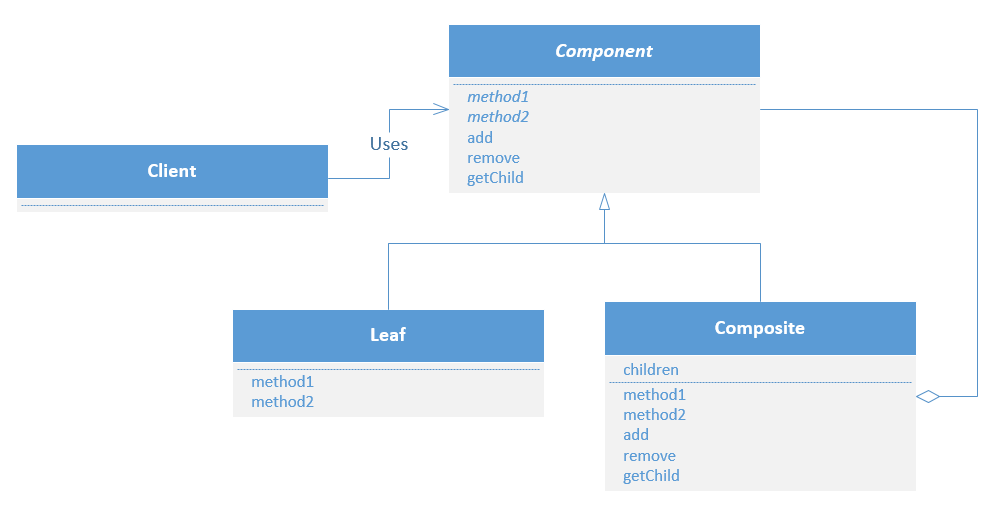 Component
method1
method2
add
remove
getChild
Uses
Client
Leaf
method1
method2
Composite
children
method1
method2
add
remove
getChild